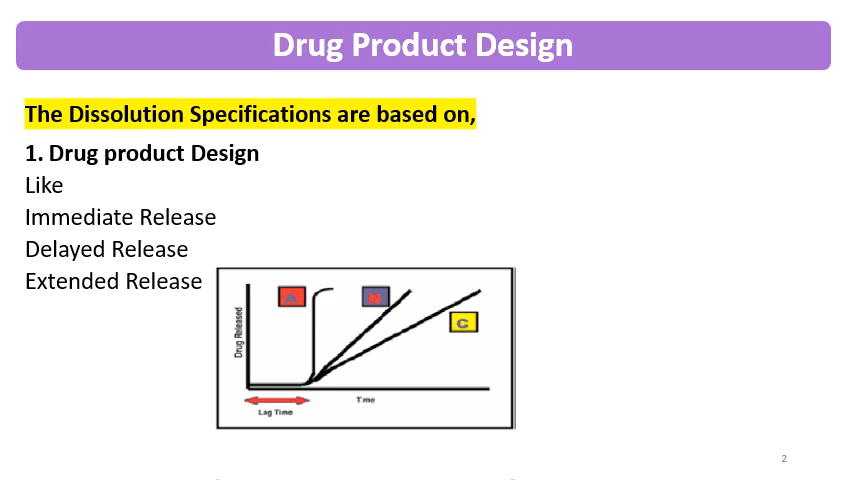 Drug Product Design
The Dissolution Specifications are based on,
1. Drug product Design
Like
Immediate Release
Delayed Release
Extended Release
A
B
C
Drug Released
Time
Lag Time
2